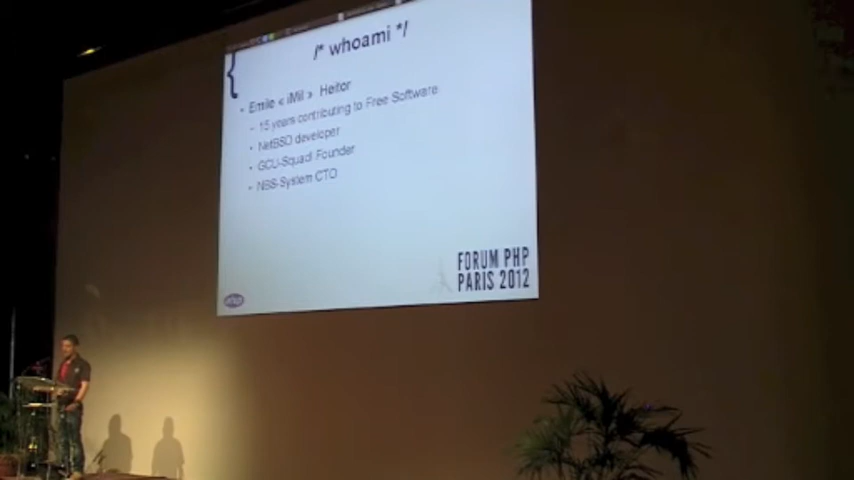 /* whoami */
{
• Emile « iMil » Heitor
– 15 years contributing to Free Software
• NetBSD developer
• GCU-Squad! Founder
• NBS-System CTO
FORUM PHP
PARIS 2012